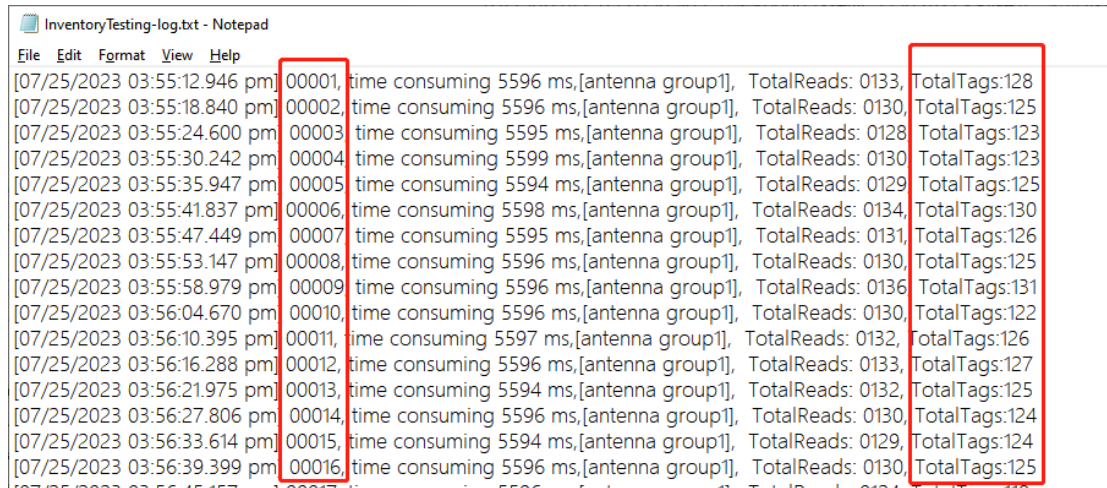 InventoryTesting-log.txt - Notepad
File Edit Format View Help
[07/25/2023 03:55:12.946 pm] 00001, time consuming 5596 ms,[antenna group1], TotalReads: 0133, TotalTags:128
[07/25/2023 03:55:18.840 pm] 00002, time consuming 5596 ms,[antenna group1], TotalReads: 0130, TotalTags:125
[07/25/2023 03:55:24.600 pm] 00003, time consuming 5595 ms,[antenna group1], TotalReads: 0128, TotalTags:123
[07/25/2023 03:55:30.242 pm] 00004, time consuming 5599 ms,[antenna group1], TotalReads: 0130, TotalTags:123
[07/25/2023 03:55:35.947 pm] 00005, time consuming 5594 ms,[antenna group1], TotalReads: 0129, TotalTags:125
[07/25/2023 03:55:41.837 pm] 00006, time consuming 5598 ms,[antenna group1], TotalReads: 0134, TotalTags:130
[07/25/2023 03:55:47.449 pm] 00007, time consuming 5595 ms,[antenna group1], TotalReads: 0131, TotalTags:126
[07/25/2023 03:55:53.147 pm] 00008, time consuming 5596 ms,[antenna group1], TotalReads: 0130, TotalTags:125
[07/25/2023 03:55:58.979 pm] 00009, time consuming 5596 ms,[antenna group1], TotalReads: 0136, TotalTags:131
[07/25/2023 03:56:04.670 pm] 00010, time consuming 5596 ms,[antenna group1], TotalReads: 0130, TotalTags:122
[07/25/2023 03:56:10.395 pm] 00011, time consuming 5597 ms,[antenna group1], TotalReads: 0132, TotalTags:126
[07/25/2023 03:56:16.288 pm] 00012, time consuming 5596 ms,[antenna group1], TotalReads: 0133, TotalTags:127
[07/25/2023 03:56:21.975 pm] 00013, time consuming 5594 ms,[antenna group1], TotalReads: 0132, TotalTags:125
[07/25/2023 03:56:27.806 pm] 00014, time consuming 5596 ms,[antenna group1], TotalReads: 0130, TotalTags:124
[07/25/2023 03:56:33.614 pm] 00015, time consuming 5594 ms,[antenna group1], TotalReads: 0129, TotalTags:124
[07/25/2023 03:56:39.399 pm] 00016, time consuming 5596 ms,[antenna group1], TotalReads: 0130, TotalTags:125